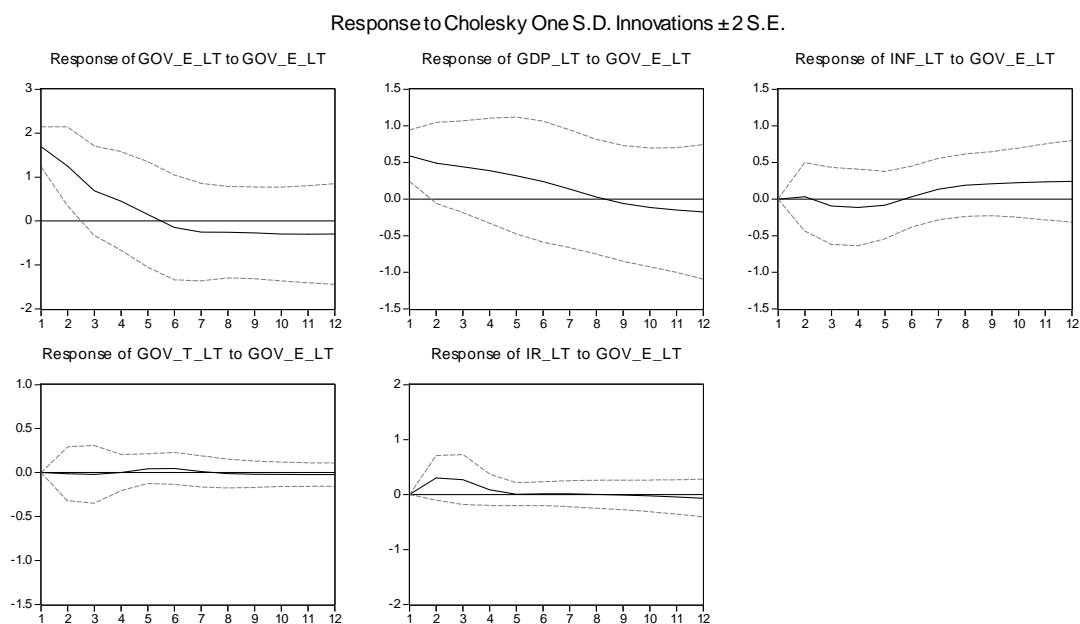 Response to Cholesky One S.D. Innovations ± 2 S.E.
Response of GOV_E_LT to GOV_E_LT
3
2
1
0
-1
-2
1 2 3 4 5 6 7 8 9 10 11 12
Response of GDP_LT to GOV_E_LT
1.5
1.0
0.5
0.0
-0.5
-1.0
-1.5
1 2 3 4 5 6 7 8 9 10 11 12
Response of INF_LT to GOV_E_LT
1.5
1.0
0.5
0.0
-0.5
-1.0
-1.5
1 2 3 4 5 6 7 8 9 10 11 12
Response of GOV_T_LT to GOV_E_LT
1.0
0.5
0.0
-0.5
-1.0
-1.5
1 2 3 4 5 6 7 8 9 10 11 12
Response of IR_LT to GOV_E_LT
2
1
0
-1
-2
1 2 3 4 5 6 7 8 9 10 11 12